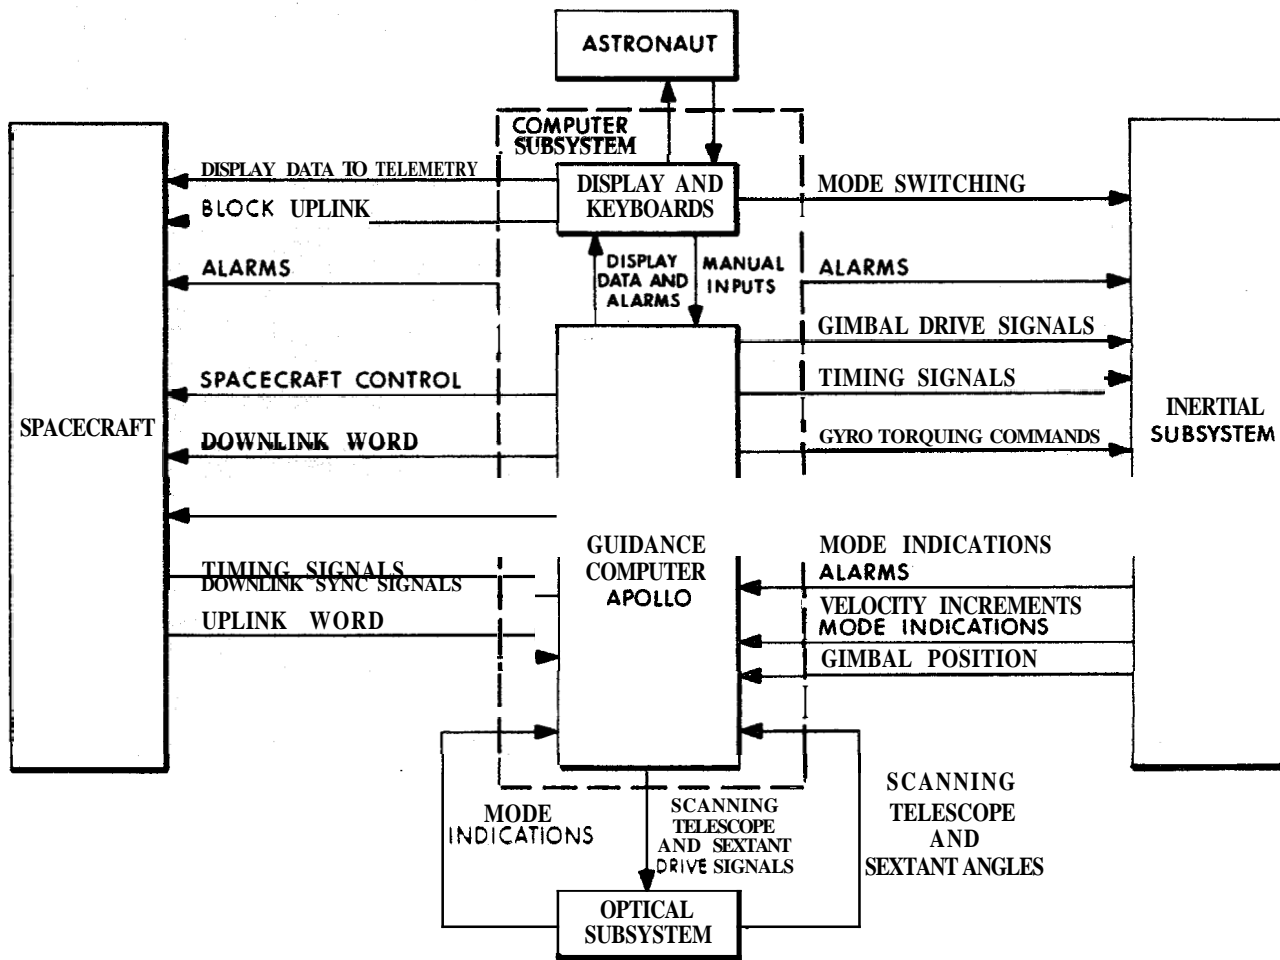 ASTRONAUT
COMPUTER
SUBSYSTEM
DISPLAY DATA TO TELEMETRY
BLOCK UPLINK
ALARMS
SPACECRAFT CONTROL
SPACECRAFT
DOWNLINK WORD
TIMING SIGNALS
DOWNLINK SYNC SIGNALS
UPLINK WORD
DISPLAY AND
KEYBOARDS
DISPLAY
DATA AND
ALARMS
MANUAL
INPUTS
GUIDANCE
COMPUTER
APOLLO
MODE SWITCHING
ALARMS
GIMBAL DRIVE SIGNALS
TIMING SIGNALS
GYRO TORQUING COMMANDS
INERTIAL
SUBSYSTEM
MODE INDICATIONS
ALARMS
VELOCITY INCREMENTS
MODE INDICATIONS
GIMBAL POSITION
MODE
INDICATIONS
SCANNING
TELESCOPE
AND SEXTANT
DRIVE SIGNALS
SCANNING
TELESCOPE
AND
SEXTANT ANGLES
OPTICAL
SUBSYSTEM